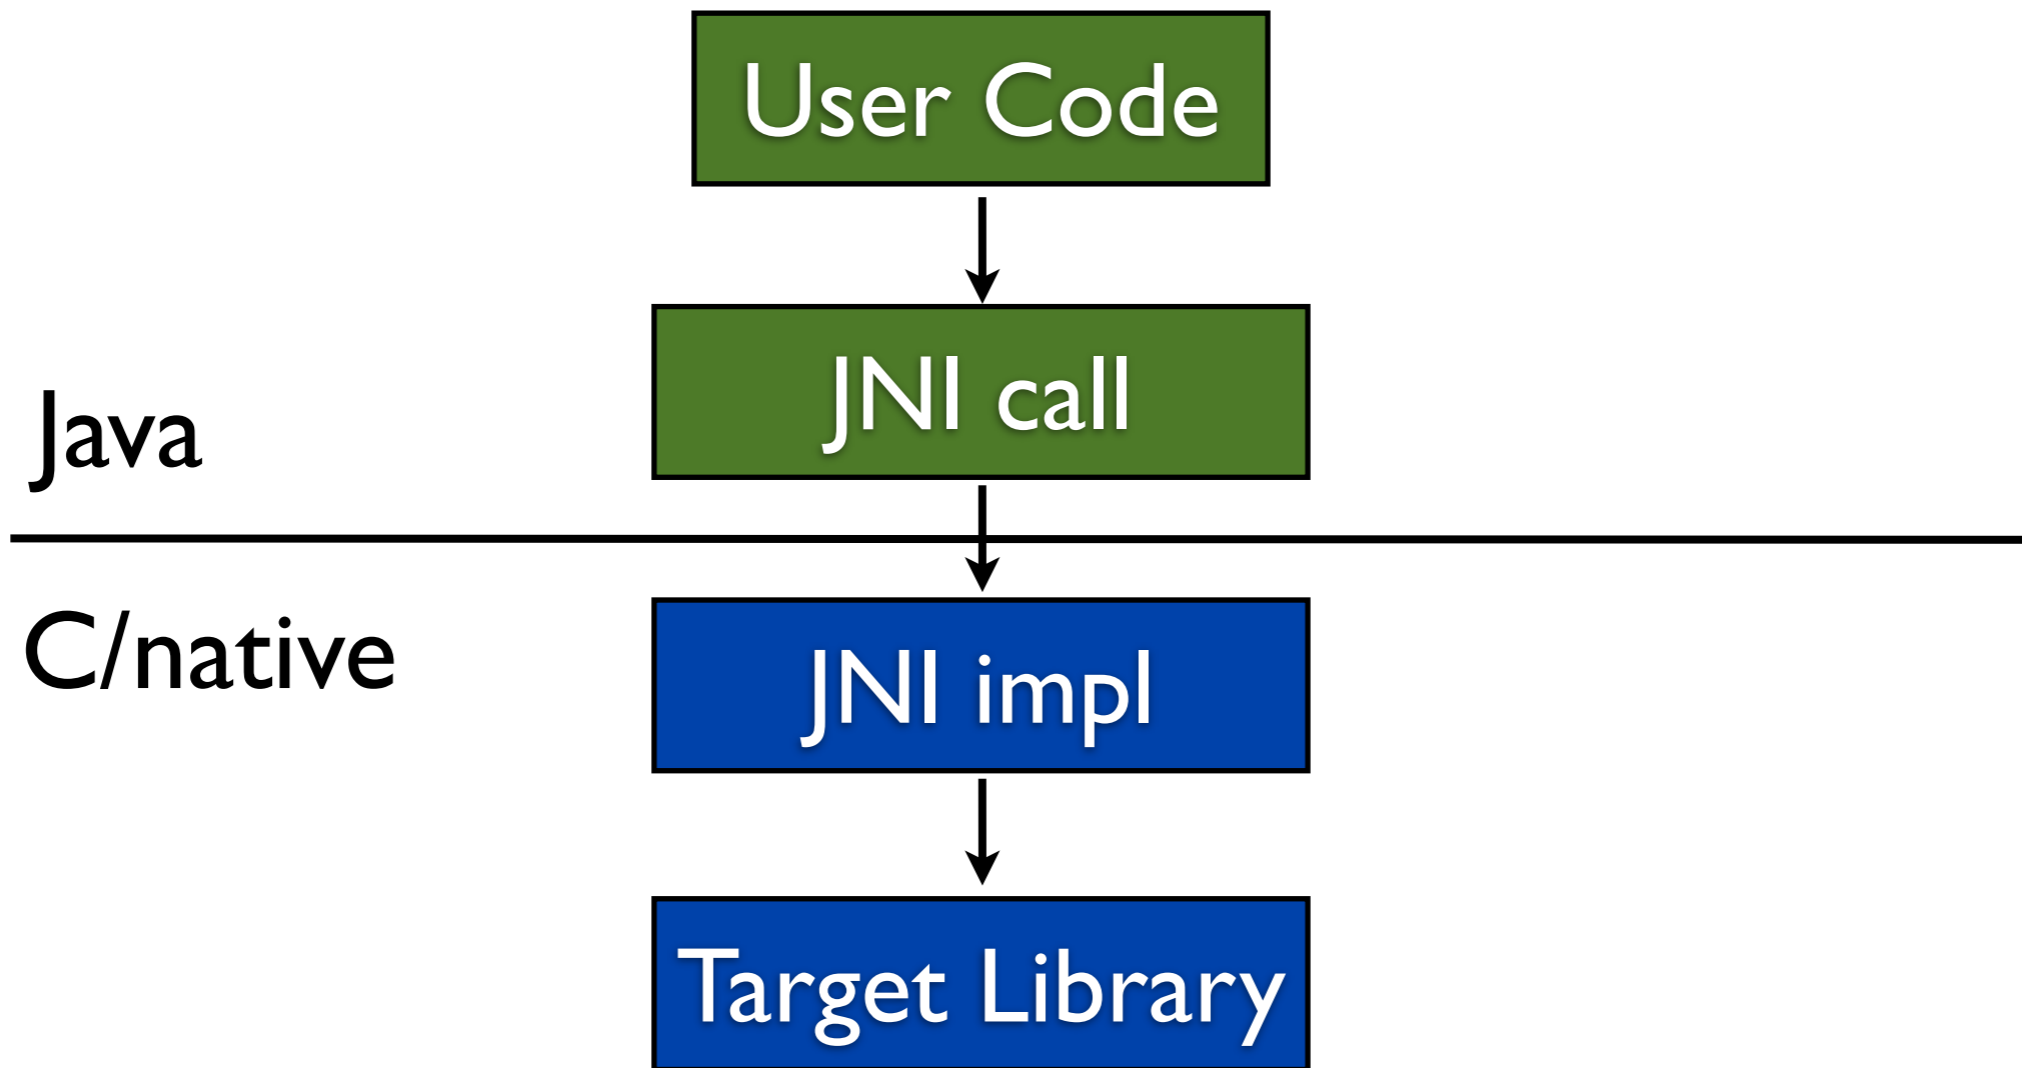 User Code
JNI call
Java
C/native
JNI impl
Target Library